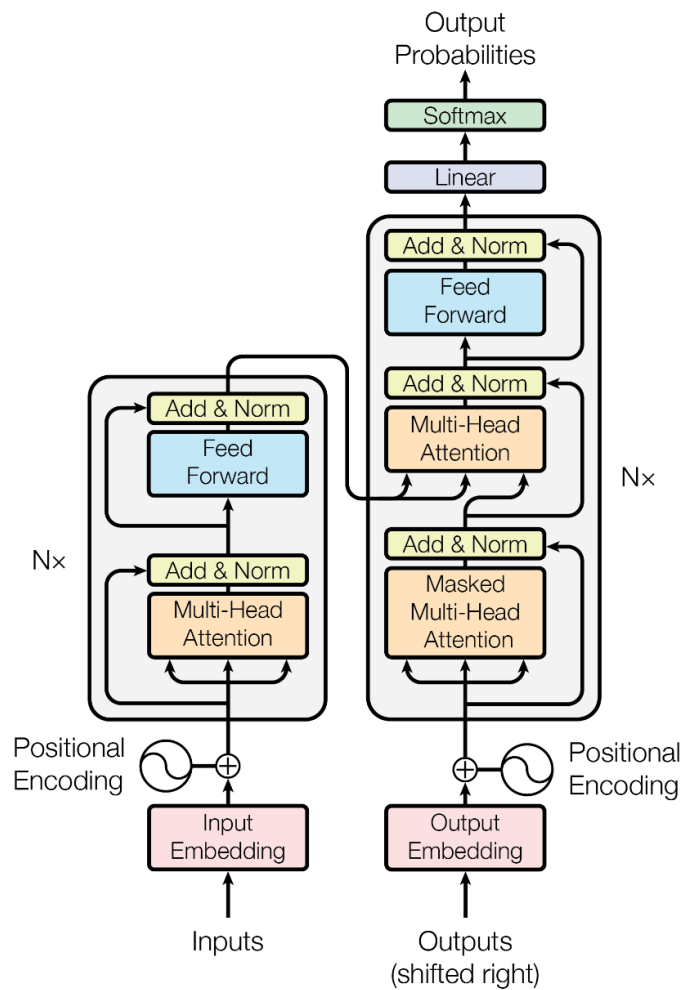 Output
Probabilities
Softmax
Linear
Add & Norm
Feed
Forward
Add & Norm
Multi-Head
Attention
Add & Norm
Masked
Multi-Head
Attention
Nx
Add & Norm
Feed
Forward
Add & Norm
Multi-Head
Attention
Nx
Positional
Encoding
Positional
Encoding
Input
Embedding
Output
Embedding
Inputs
Outputs
(shifted right)